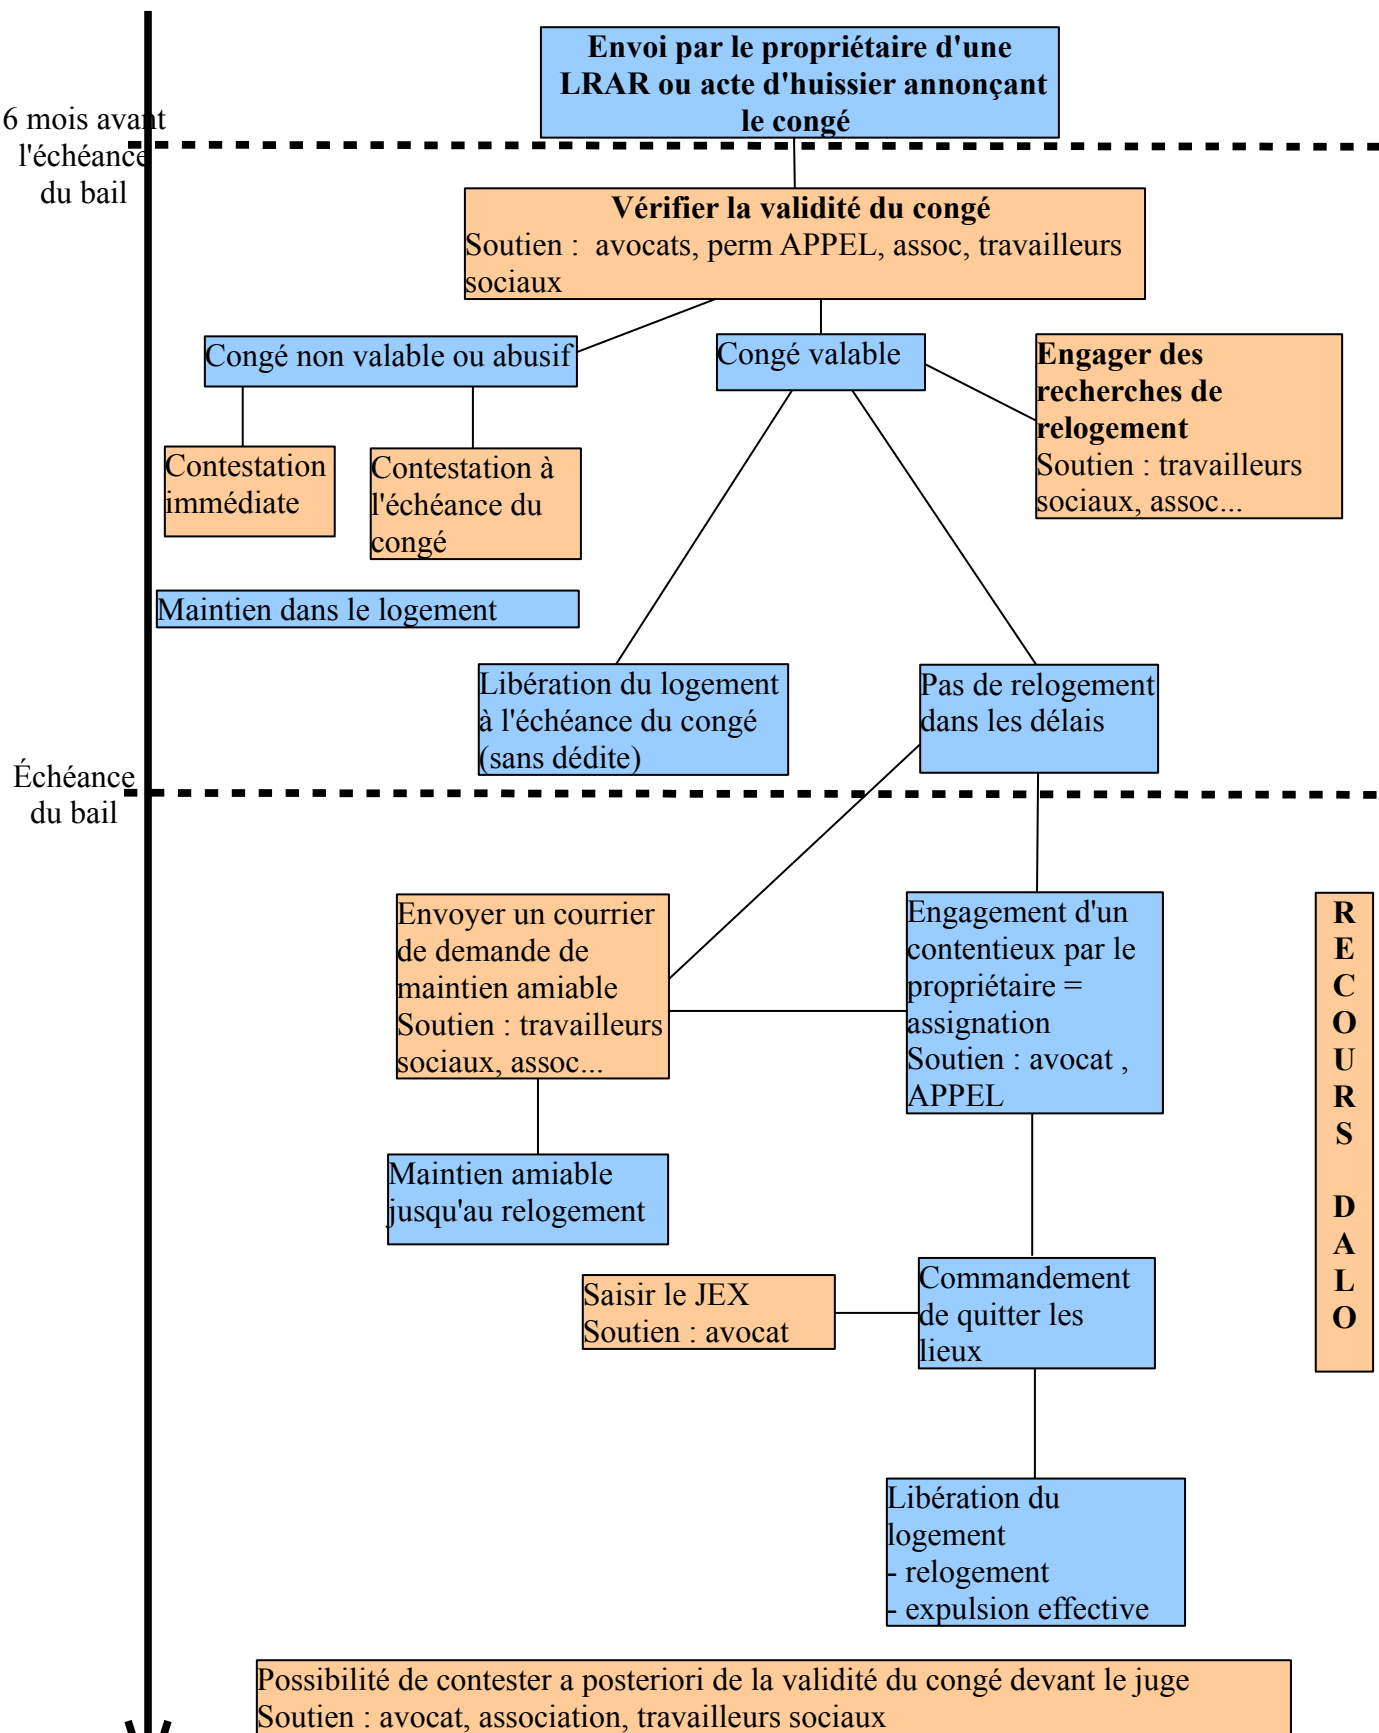 Envoi par le propriétaire d'une
LRAR ou acte d'huissier annonçant
le congé
6 mois avant
l'échéance
du bail
Vérifier la validité du congé
Soutien :  avocats, perm APPEL, assoc, travailleurs
sociaux
Congé non valable ou abusif
Congé valable
Engager des
recherches de
relogement
Soutien : travailleurs
sociaux, assoc...
Contestation
immédiate
Contestation à
l'échéance du
congé
Maintien dans le logement
Libération du logement
à l'échéance du congé
(sans dédite)
Pas de relogement
dans les délais
Échéance
du bail
Envoyer un courrier
de demande de
maintien amiable
Soutien : travailleurs
sociaux, assoc...
Engagement d'un
contentieux par le
propriétaire =
assignation
Soutien : avocat ,
APPEL
R
E
C
O
U
R
S
D
A
L
O
Maintien amiable
jusqu'au relogement
Saisir le JEX
Soutien : avocat
Commandement
de quitter les
lieux
Libération du
logement
- relogement
- expulsion effective
Possibilité de contester a posteriori de la validité du congé devant le juge
Soutien : avocat, association, travailleurs sociaux